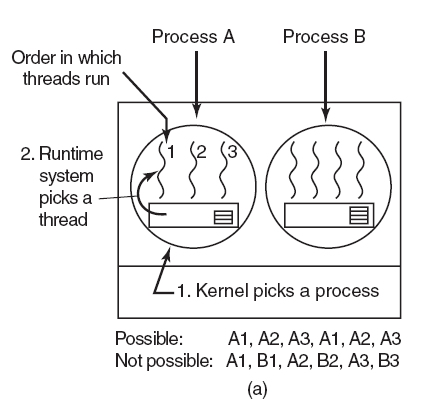 Process A
Process B
Order in which
threads run
1 2 3
2. Runtime
system
picks a
thread
1. Kernel picks a process
Possible: A1, A2, A3, A1, A2, A3
Not possible: A1, B1, A2, B2, A3, B3
(a)